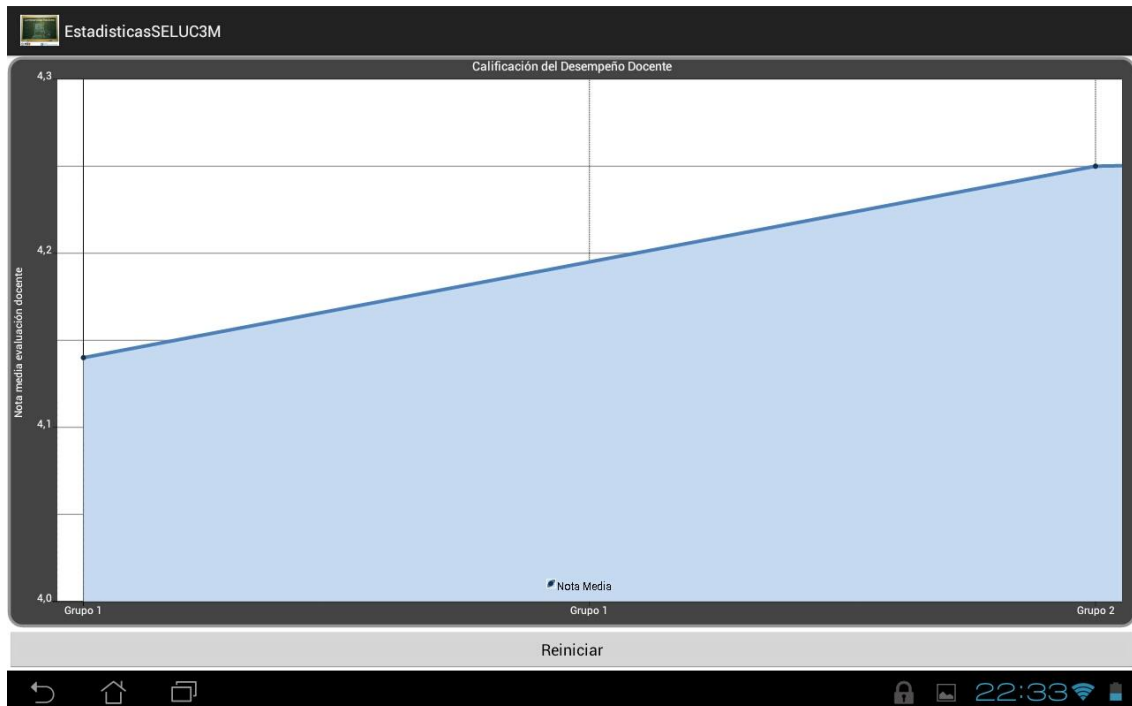 EstadisticasSELUC3M
Calificación del Desempeño Docente
4,3
4,2
4,1
4,0
Nota media evaluación docente
Nota Media
Grupo 1
Grupo 1
Grupo 2
Reiniciar
22:33